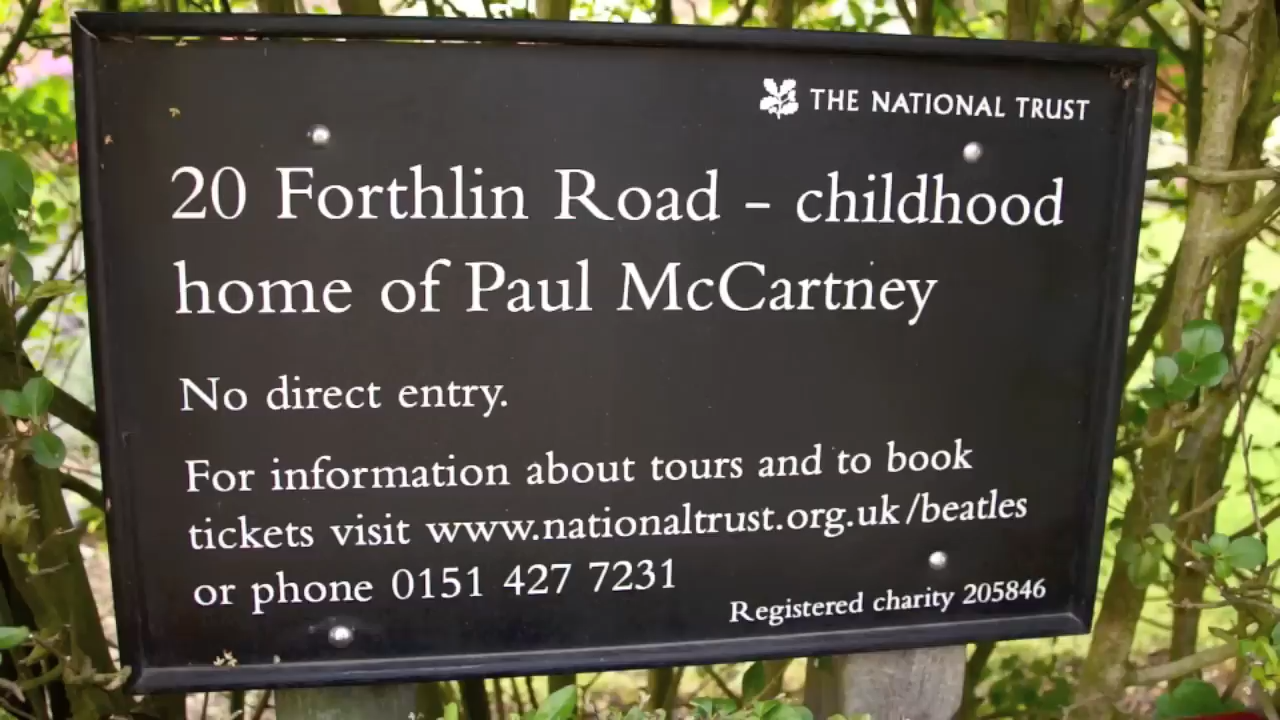 THE NATIONAL TRUST
20 Forthlin Road – childhood
home of Paul McCartney
No direct entry.
For information about tours and to book
tickets visit www.nationaltrust.org.uk/beatles
or phone 0151 427 7231
Registered charity 205846